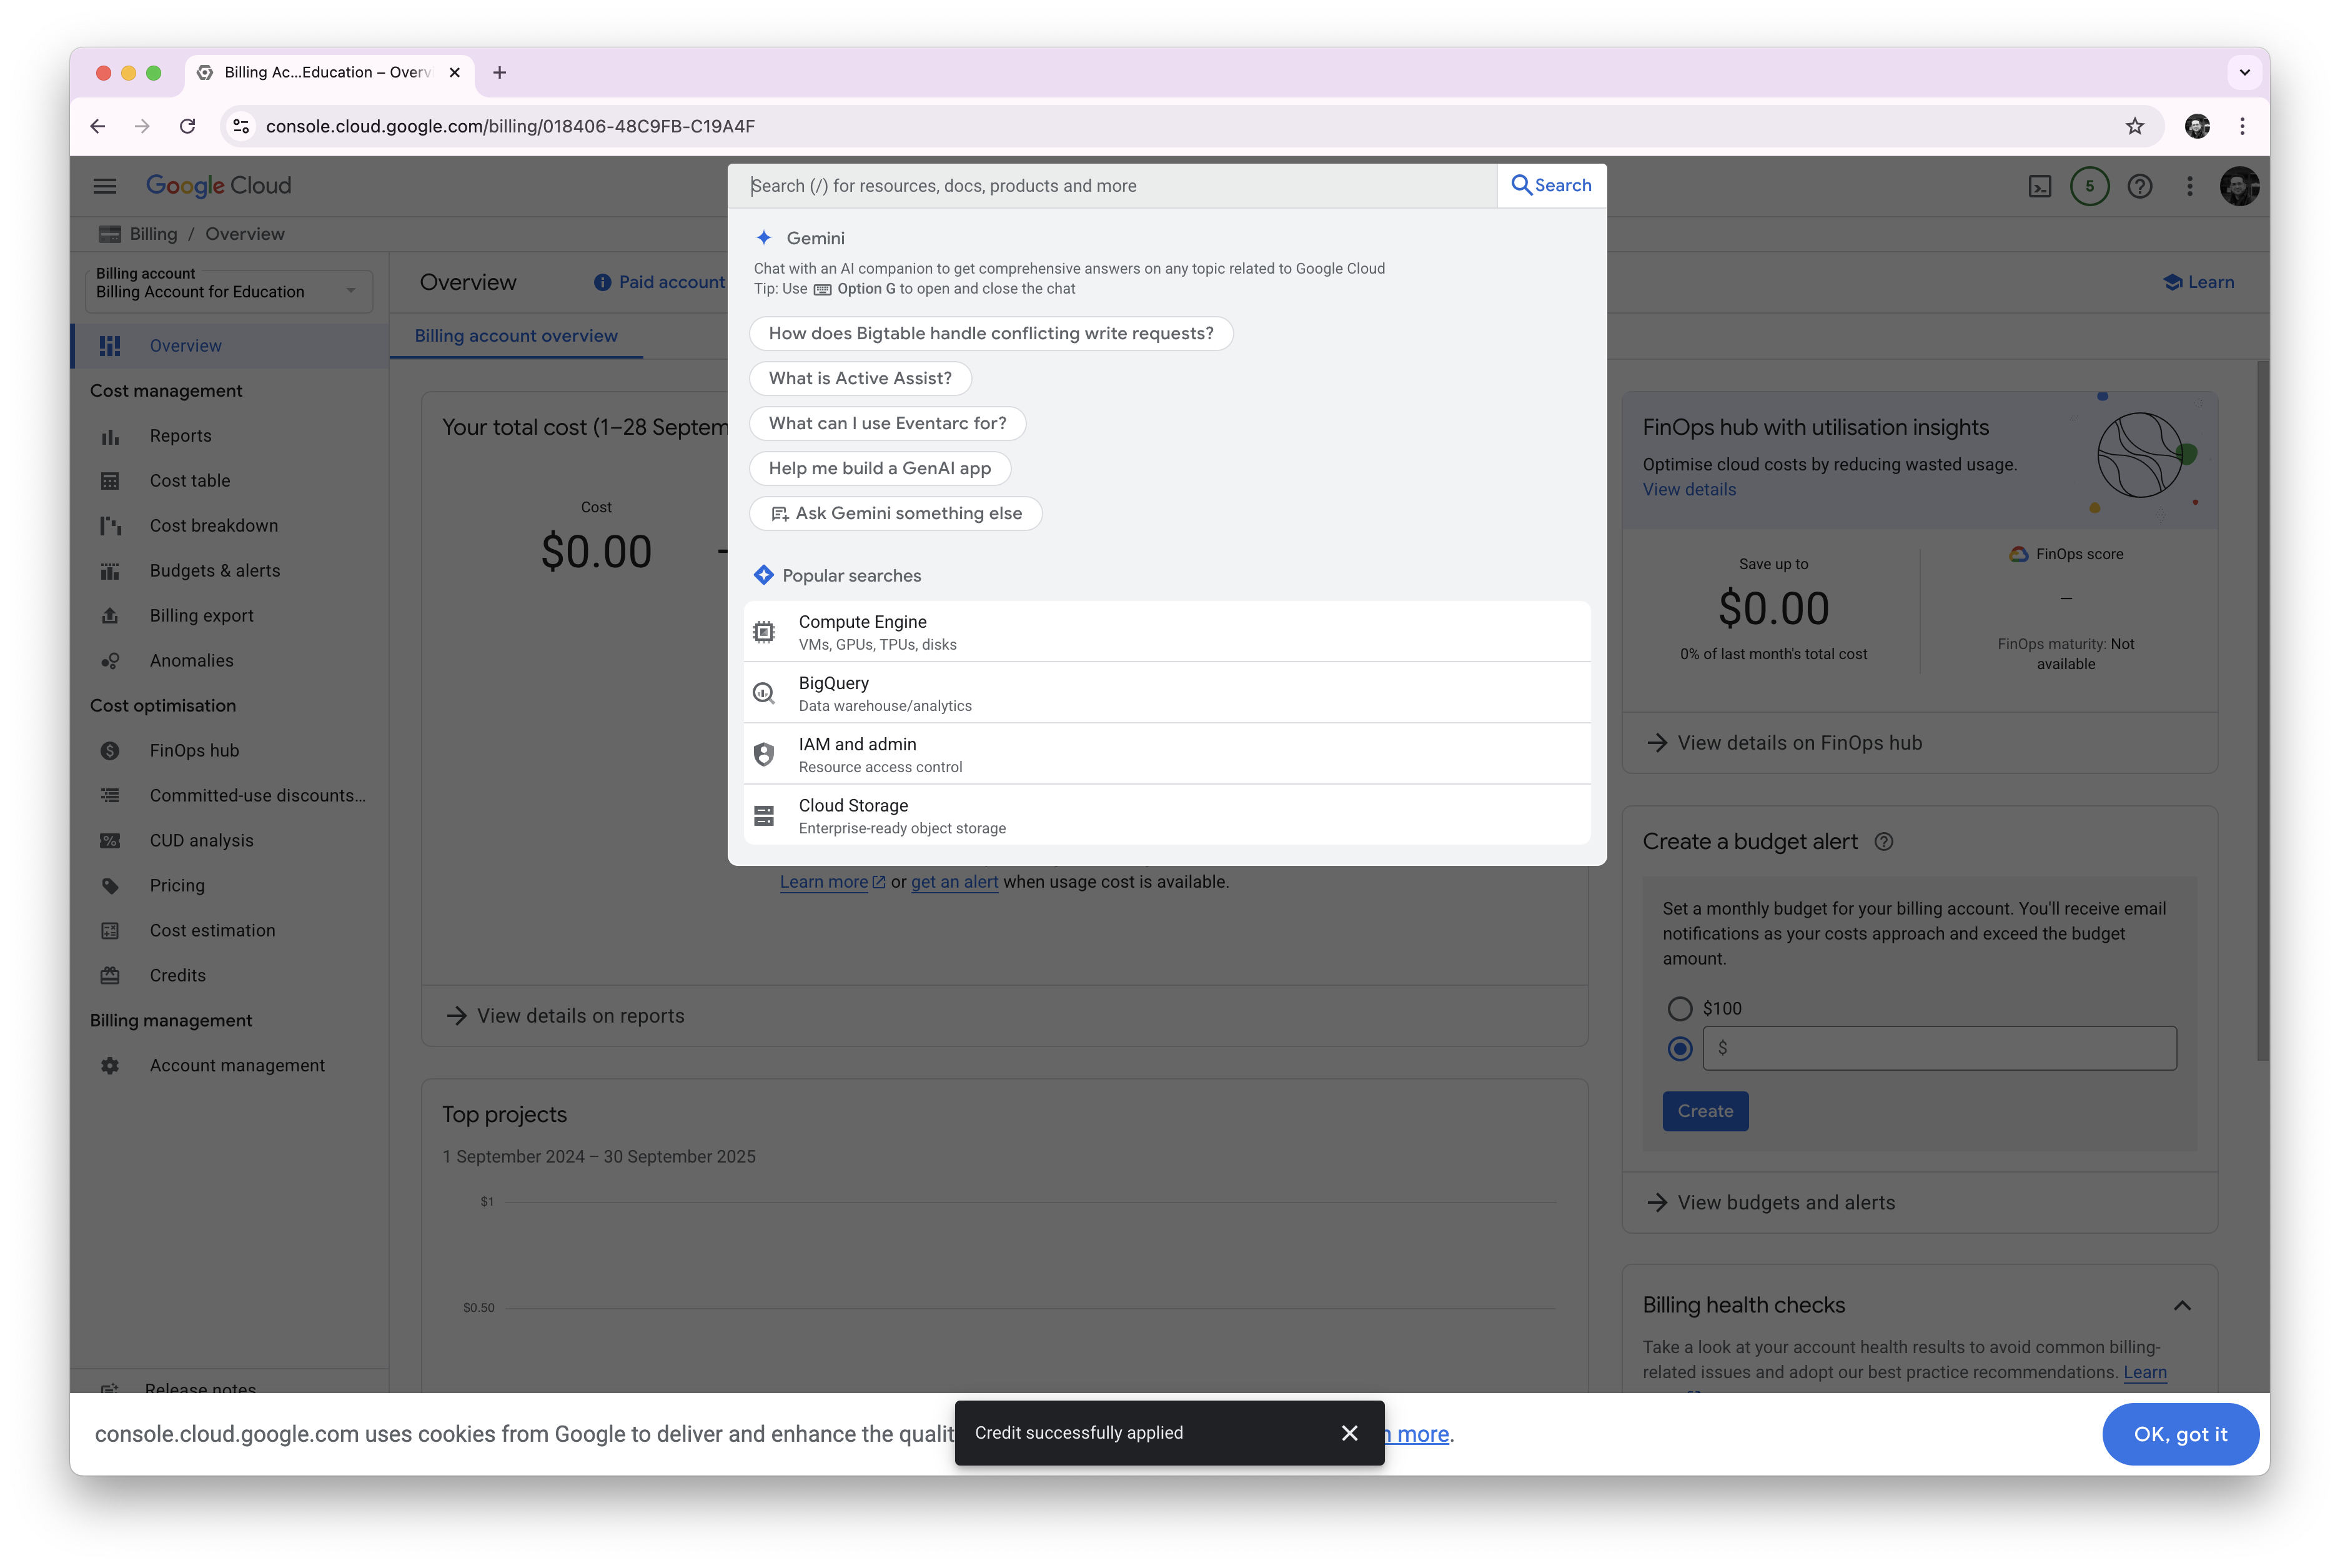 Billing Ac...Education – Overv
console.cloud.google.com/billing/018406-48C9FB-C19A4F
Google Cloud
Search (/) for resources, docs, products and more
Search
5
Billing / Overview
Billing account
Billing Account for Education
Overview
Paid account
Learn
Billing account overview
Overview
Cost management
Reports
Cost table
Cost breakdown
Budgets & alerts
Billing export
Anomalies
Cost optimisation
FinOps hub
Committed-use discounts...
CUD analysis
Pricing
Cost estimation
Credits
Billing management
Account management
Release notes
Gemini
Chat with an AI companion to get comprehensive answers on any topic related to Google Cloud
Tip: Use Option G to open and close the chat
How does Bigtable handle conflicting write requests?
What is Active Assist?
What can I use Eventarc for?
Help me build a GenAI app
Ask Gemini something else
Popular searches
Compute Engine
VMs, GPUs, TPUs, disks
BigQuery
Data warehouse/analytics
IAM and admin
Resource access control
Cloud Storage
Enterprise-ready object storage
Your total cost (1–28 Septem
Cost
$0.00
Learn more or get an alert when usage cost is available.
View details on reports
Top projects
1 September 2024 – 30 September 2025
$1
$0.50
FinOps hub with utilisation insights
Optimise cloud costs by reducing wasted usage.
View details
Save up to
$0.00
0% of last month's total cost
FinOps score
–
FinOps maturity: Not
available
View details on FinOps hub
Create a budget alert
Set a monthly budget for your billing account. You'll receive email
notifications as your costs approach and exceed the budget
amount.
$100
$
Create
View budgets and alerts
Billing health checks
Take a look at your account health results to avoid common billing-
related issues and adopt our best practice recommendations. Learn
console.cloud.google.com uses cookies from Google to deliver and enhance the qualit
Credit successfully applied
n more.
OK, got it